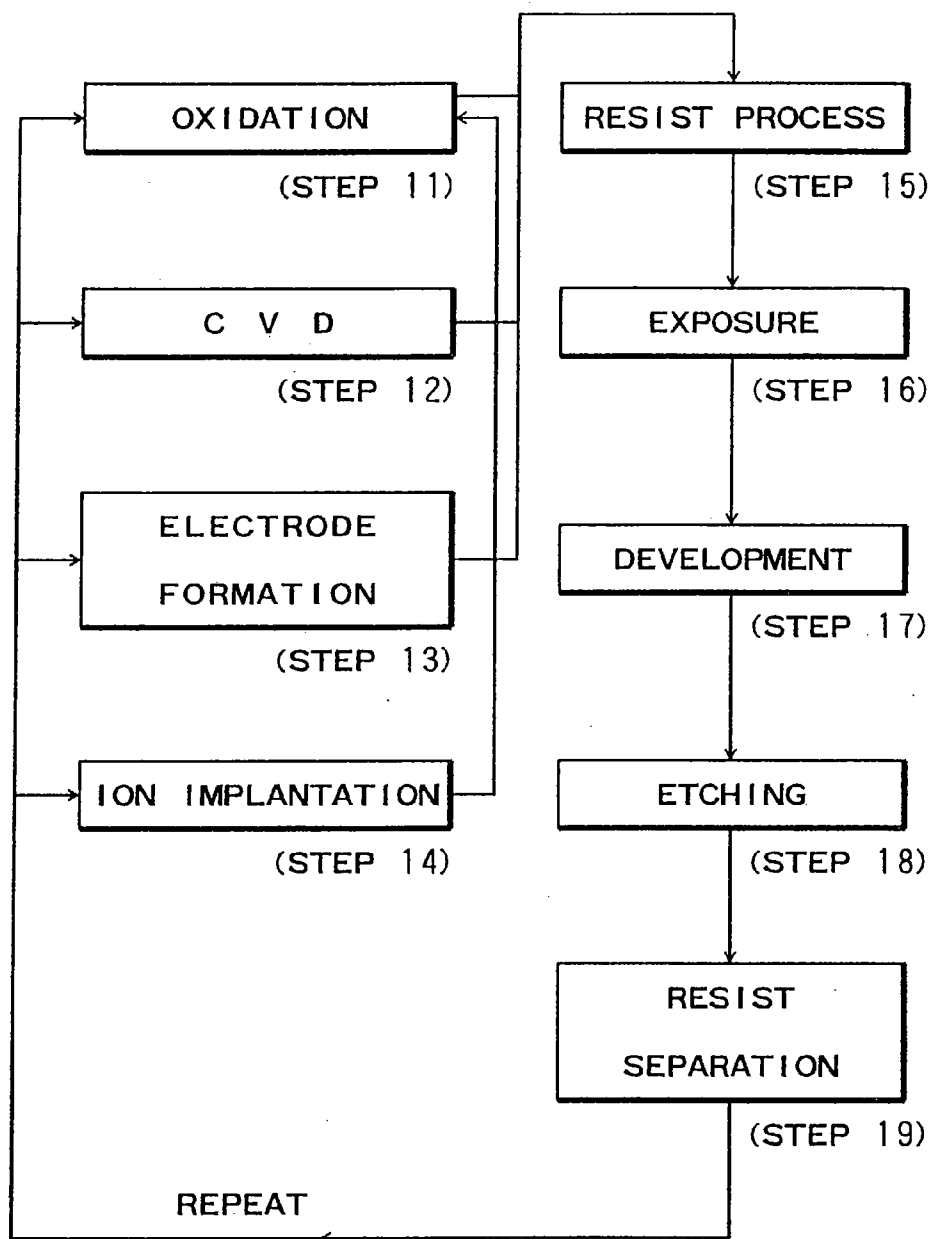 OXIDATION
(STEP 11)
C V D
(STEP 12)
ELECTRODE
FORMATION
(STEP 13)
ION IMPLANTATION
(STEP 14)
RESIST PROCESS
(STEP 15)
EXPOSURE
(STEP 16)
DEVELOPMENT
(STEP 17)
ETCHING
(STEP 18)
RESIST
SEPARATION
(STEP 19)
REPEAT